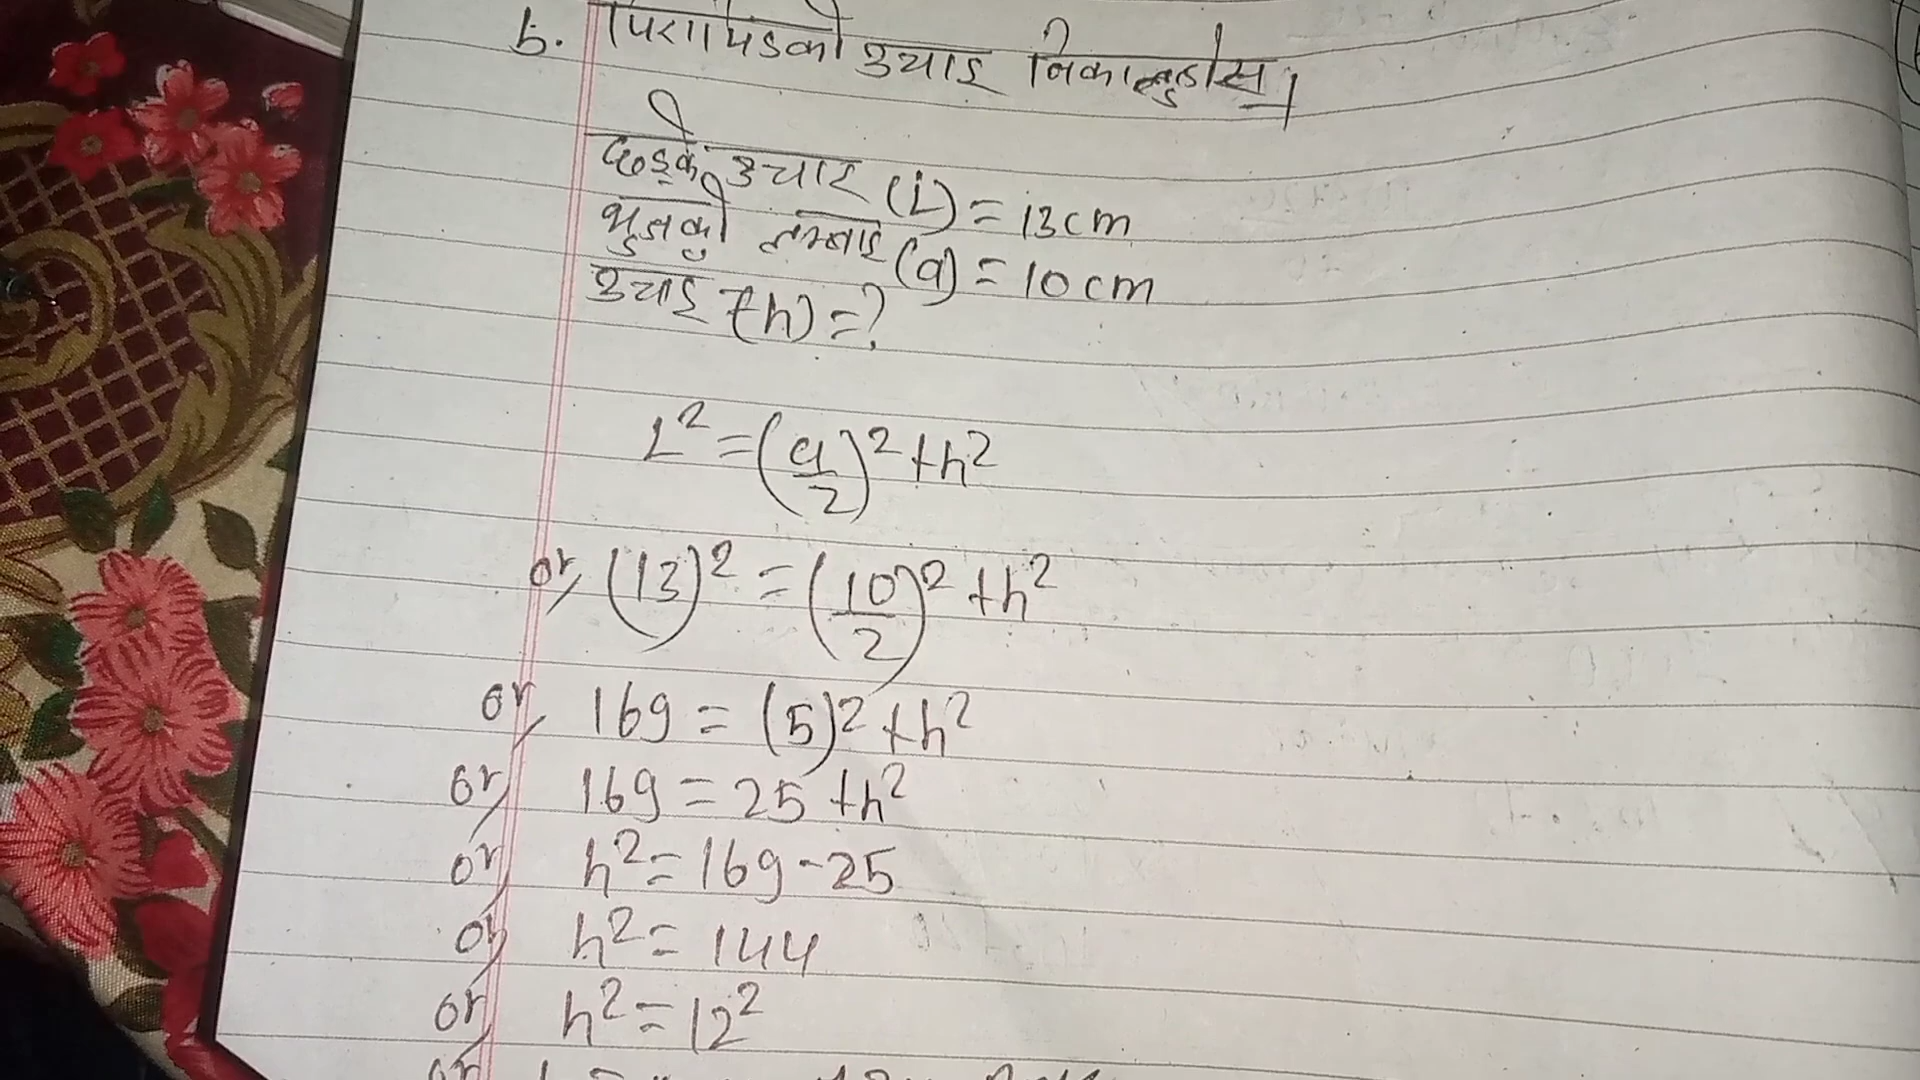 b. पिरामिडको उचाइ निकाल्नुहोस्।
छड्के उचाइ (L) = 13cm
भुजाको लम्बाइ (a) = 10cm
उचाइ (h) = ?
L² = (a/2)² + h²
or, (13)² = (10/2)² + h²
or, 169 = (5)² + h²
or, 169 = 25 + h²
or, h² = 169 - 25
or, h² = 144
or, h² = 12²